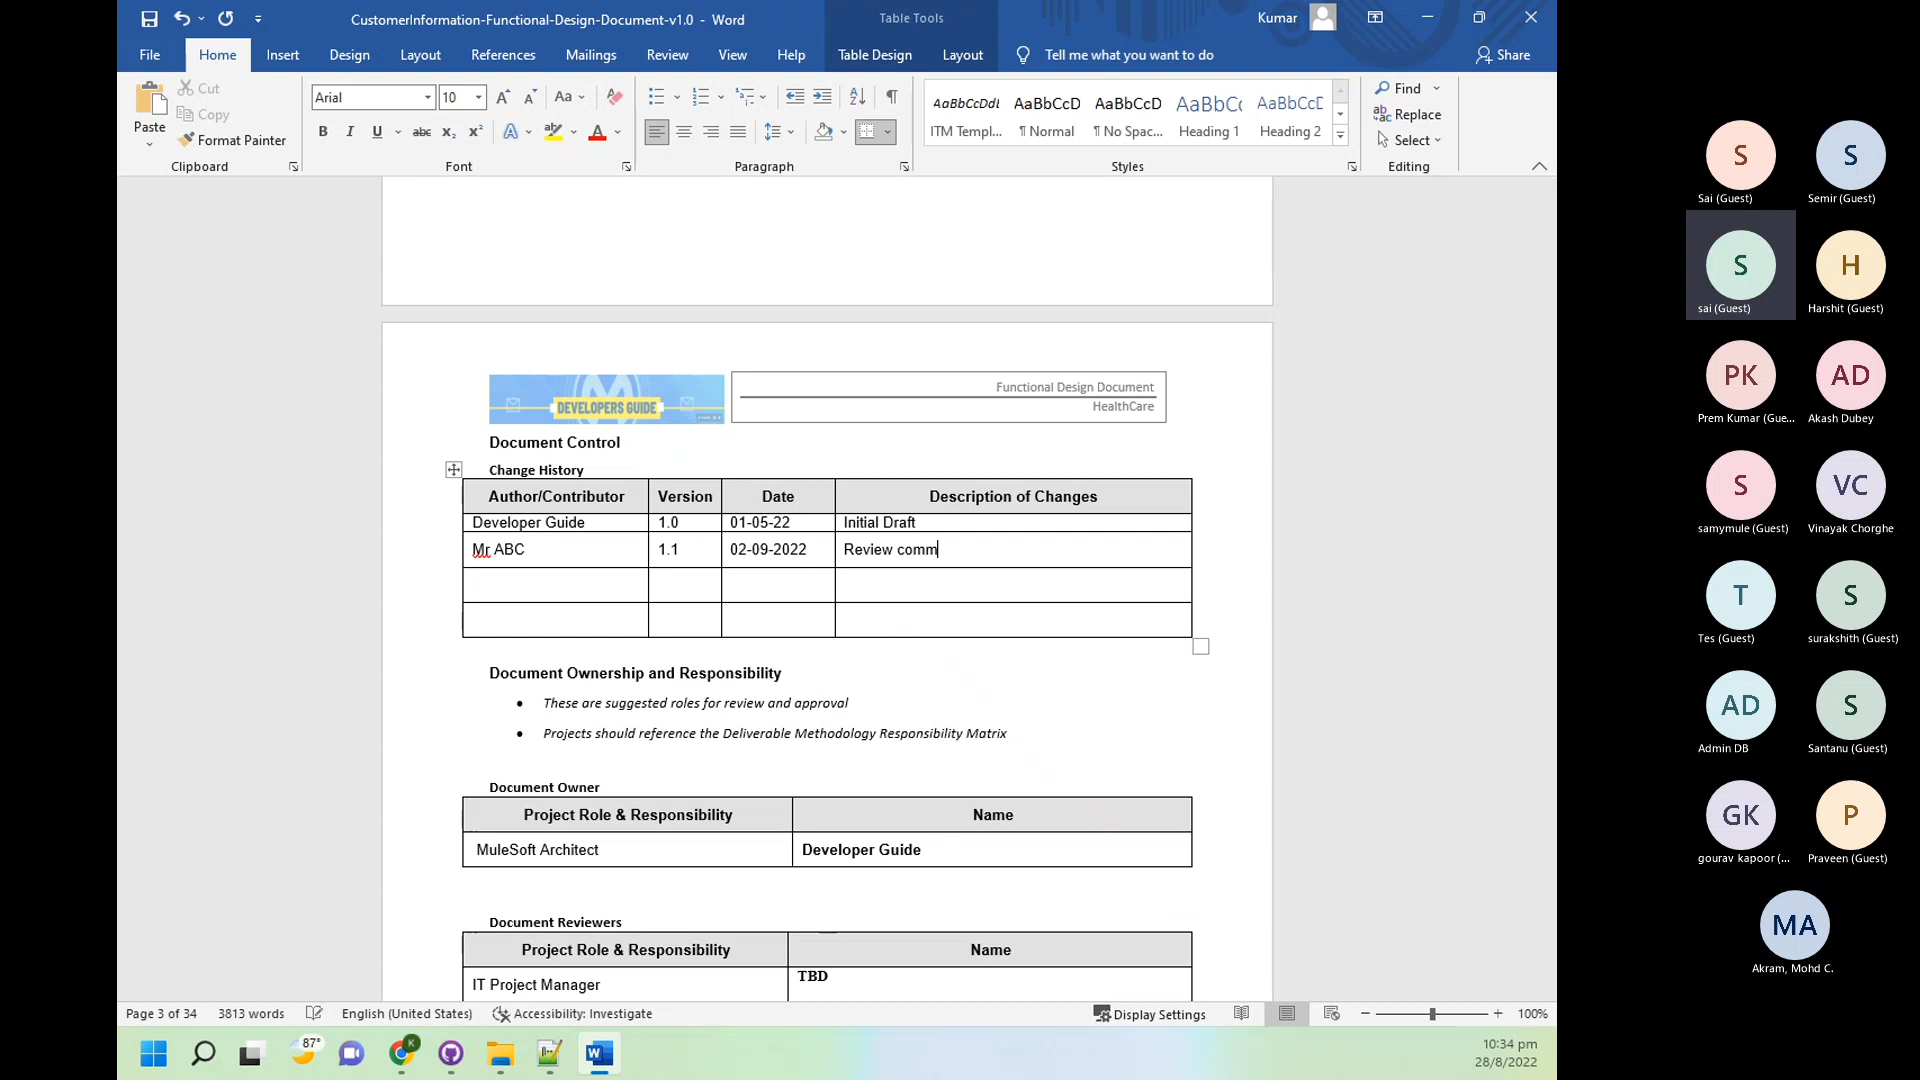 CustomerInformation-Functional-Design-Document-v1.0 - Word
Table Tools
Kumar
File Home Insert Design Layout References Mailings Review View Help Table Design Layout Tell me what you want to do Share
Paste
Cut
Copy
Format Painter
Clipboard
Arial 10
Font
Paragraph
AaBbCcDdI AaBbCcD AaBbCcD AaBbC AaBbCcE
ITM Templ... ¶ Normal ¶ No Spac... Heading 1 Heading 2
Styles
Find
Replace
Select
Editing
DEVELOPERS GUIDE
Functional Design Document
HealthCare
Document Control
Change History
Author/Contributor Version Date Description of Changes
Developer Guide 1.0 01-05-22 Initial Draft
Mr ABC 1.1 02-09-2022 Review comm
Document Ownership and Responsibility
• These are suggested roles for review and approval
• Projects should reference the Deliverable Methodology Responsibility Matrix
Document Owner
Project Role & Responsibility Name
MuleSoft Architect Developer Guide
Document Reviewers
Project Role & Responsibility Name
IT Project Manager TBD
Page 3 of 34 3813 words English (United States) Accessibility: Investigate Display Settings 100%
87°
K
10:34 pm
28/8/2022
S S
Sai (Guest) Semir (Guest)
S H
sai (Guest) Harshit (Guest)
PK AD
Prem Kumar (Gue... Akash Dubey
S VC
samymule (Guest) Vinayak Chorghe
T S
Tes (Guest) surakshith (Guest)
AD S
Admin DB Santanu (Guest)
GK P
gourav kapoor (... Praveen (Guest)
MA
Akram, Mohd C.